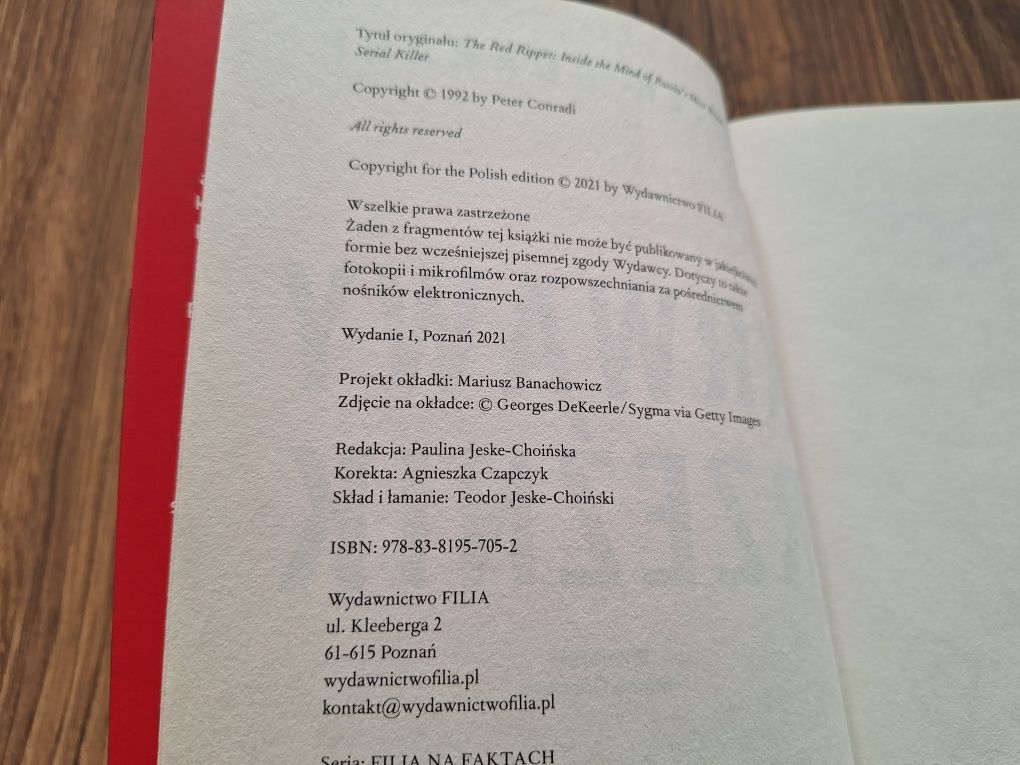 Tytuł oryginału: The Red Ripper: Inside the Mind of Russia's Most
Serial Killer
Copyright © 1992 by Peter Conradi
All rights reserved
Copyright for the Polish edition © 2021 by Wydawnictwo FILIA
Wszelkie prawa zastrzeżone
Żaden z fragmentów tej książki nie może być publikowany w jakiejkolwiek
formie bez wcześniejszej pisemnej zgody Wydawcy. Dotyczy to także
fotokopii i mikrofilmów oraz rozpowszechniania za pośrednictwem
nośników elektronicznych.
Wydanie I, Poznań 2021
Projekt okładki: Mariusz Banachowicz
Zdjęcie na okładce: © Georges DeKeerle/Sygma via Getty Images
Redakcja: Paulina Jeske-Choińska
Korekta: Agnieszka Czapczyk
Skład i łamanie: Teodor Jeske-Choiński
ISBN: 978-83-8195-705-2
Wydawnictwo FILIA
ul. Kleeberga 2
61-615 Poznań
wydawnictwofilia.pl
kontakt@wydawnictwofilia.pl
Seria: FILIA NA FAKTACH